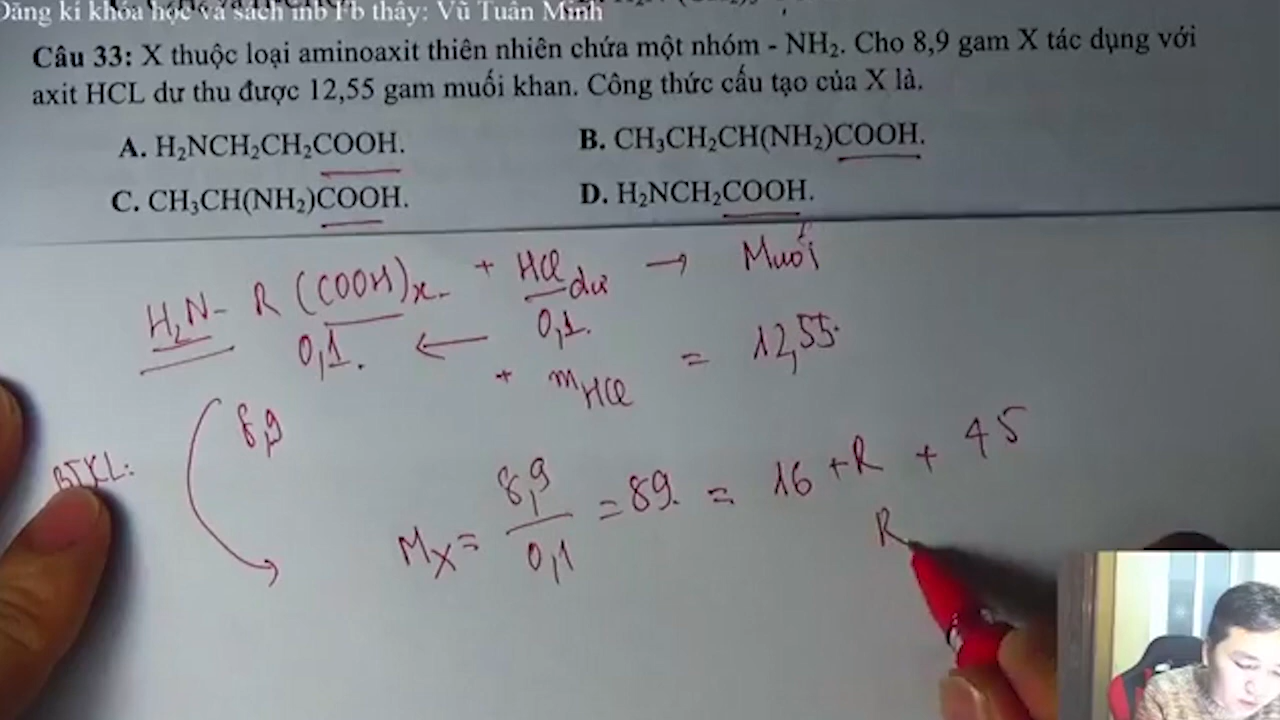 Đăng kí khóa học và sách inb Fb thầy: Vũ Tuấn Minh
Câu 33: X thuộc loại aminoaxit thiên nhiên chứa một nhóm - NH₂. Cho 8,9 gam X tác dụng với
axit HCL dư thu được 12,55 gam muối khan. Công thức cấu tạo của X là.
A. H₂NCH₂CH₂COOH. B. CH₃CH₂CH(NH₂)COOH.
C. CH₃CH(NH₂)COOH. D. H₂NCH₂COOH.
H₂N- R (COOH)ₓ + HCl dư → Muối
0,1. ← 0,1.
8,9 + mHCl = 12,55
BTKL:
Mₓ = 8,9/0,1 = 89. = 16 + R + 45
R